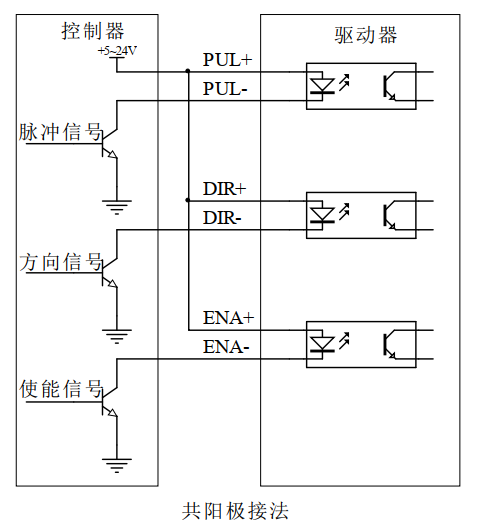 控制器
驱动器
+5~24V
PUL+
PUL-
脉冲信号
DIR+
DIR-
方向信号
ENA+
ENA-
使能信号
共阳极接法